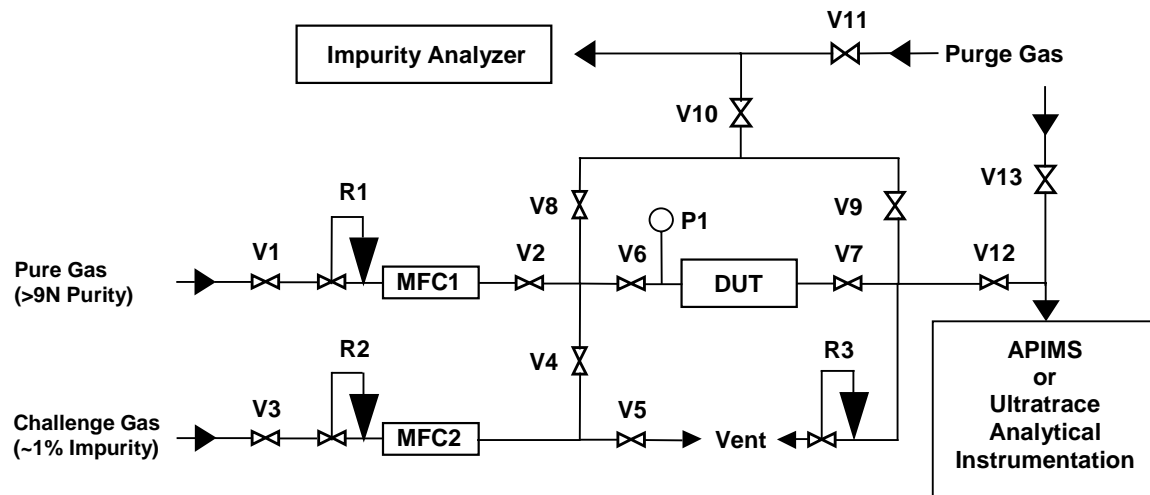 V11
Impurity Analyzer
Purge Gas
V10
V13
R1
V8
P1
V9
V1
V2
V6
V7
V12
Pure Gas
(>9N Purity)
MFC1
DUT
R2
V4
R3
APIMS
or
Ultratrace
Analytical
Instrumentation
Challenge Gas
(~1% Impurity)
V3
MFC2
V5
Vent